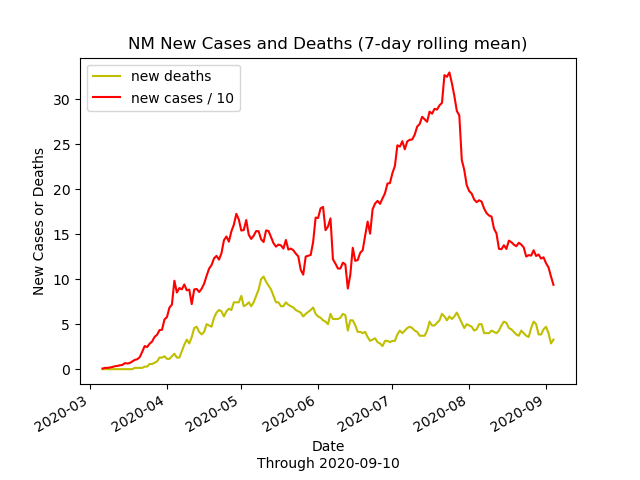 NM New Cases and Deaths (7-day rolling mean)
new deaths
new cases / 10
New Cases or Deaths
30
25
20
15
10
5
0
2020-03
2020-04
2020-05
2020-06
2020-07
2020-08
2020-09
Date
Through 2020-09-10